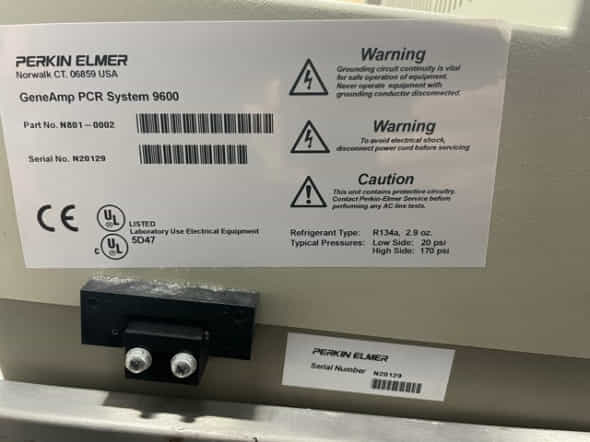 PERKIN ELMER
Norwalk CT. 06859 USA
GeneAmp PCR System 9600
Part No. N801-0002
Serial No. N20129
CE
UL
LISTED
Laboratory Use Electrical Equipment
C UL
5D47
Warning
Grounding circuit continuity is vital
for safe operation of equipment.
Never operate equipment with
grounding conductor disconnected.
Warning
To avoid electrical shock,
disconnect power cord before servicing
Caution
This unit contains protective circuitry.
Contact Perkin-Elmer Service before
performing any AC line tests.
Refrigerant Type: R134a, 2.9 oz.
Typical Pressures: Low Side: 20 psi
High Side: 170 psi
PERKIN ELMER
Serial Number N20129